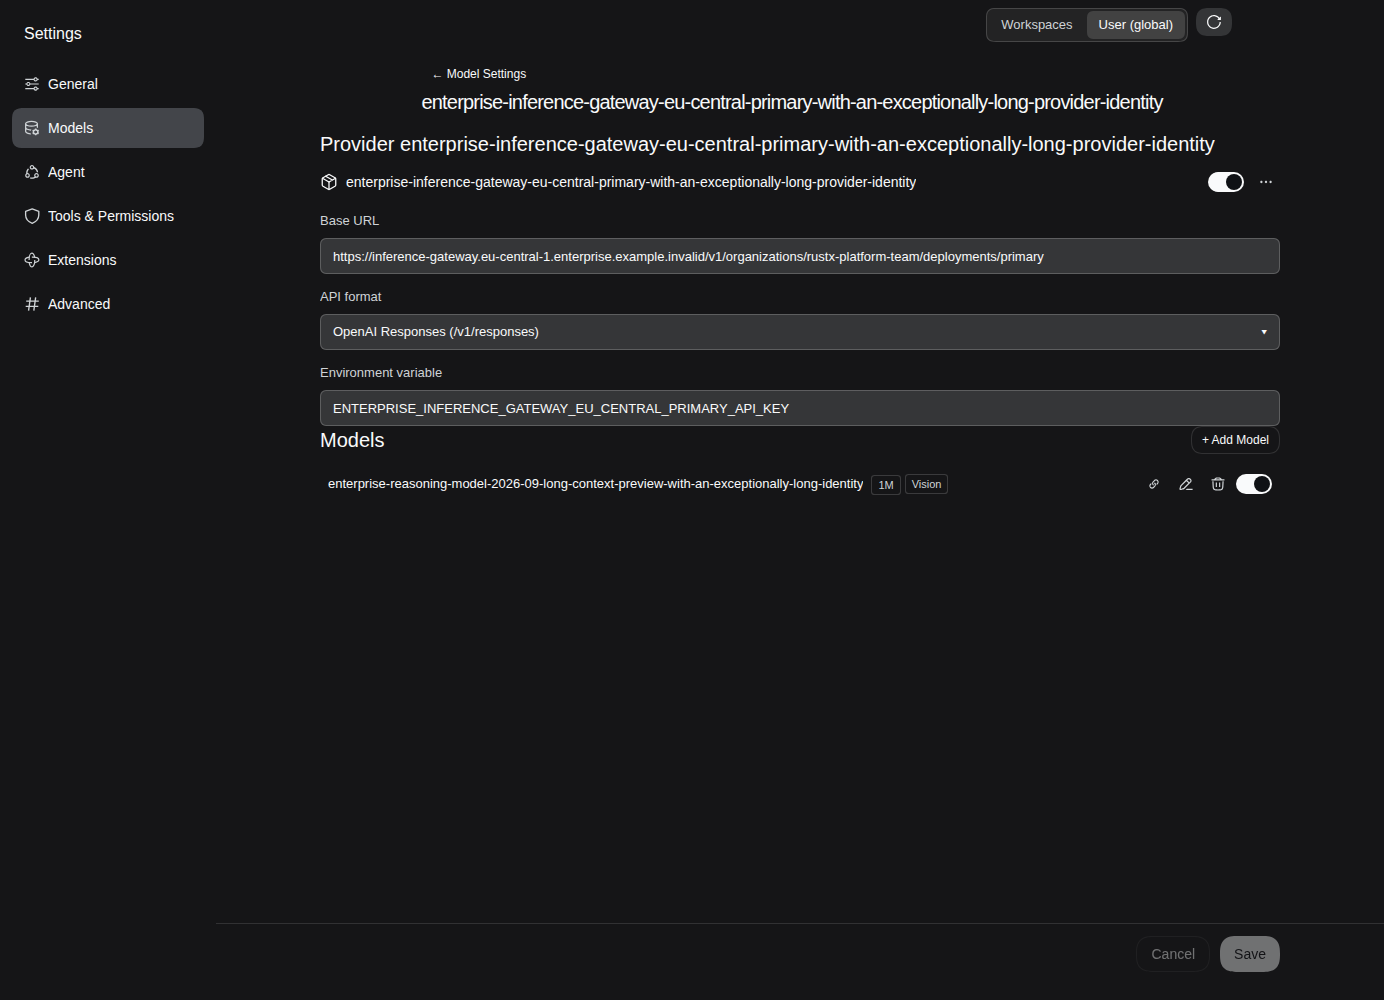 Settings
Workspaces
User (global)
General
Models
Agent
Tools & Permissions
Extensions
Advanced
← Model Settings
enterprise-inference-gateway-eu-central-primary-with-an-exceptionally-long-provider-identity
Provider enterprise-inference-gateway-eu-central-primary-with-an-exceptionally-long-provider-identity
enterprise-inference-gateway-eu-central-primary-with-an-exceptionally-long-provider-identity
Base URL
https://inference-gateway.eu-central-1.enterprise.example.invalid/v1/organizations/rustx-platform-team/deployments/primary
API format
OpenAI Responses (/v1/responses)
Environment variable
ENTERPRISE_INFERENCE_GATEWAY_EU_CENTRAL_PRIMARY_API_KEY
Models
+ Add Model
enterprise-reasoning-model-2026-09-long-context-preview-with-an-exceptionally-long-identity 1M Vision
Cancel
Save